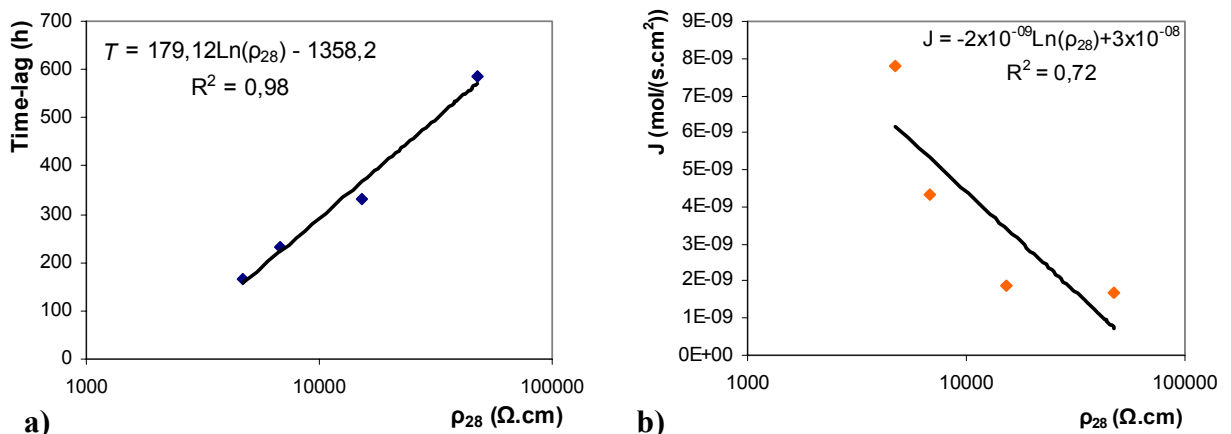 Time-lag (h)
700
600
500
400
300
200
100
0
T = 179,12Ln(ρ28) - 1358,2
R² = 0,98
1000
10000
100000
ρ28 (Ω.cm)
a)
J (mol/(s.cm²))
9E-09
8E-09
7E-09
6E-09
5E-09
4E-09
3E-09
2E-09
1E-09
0E+00
J = -2x10⁻⁰⁹Ln(ρ28)+3x10⁻⁰⁸
R² = 0,72
1000
10000
100000
ρ28 (Ω.cm)
b)